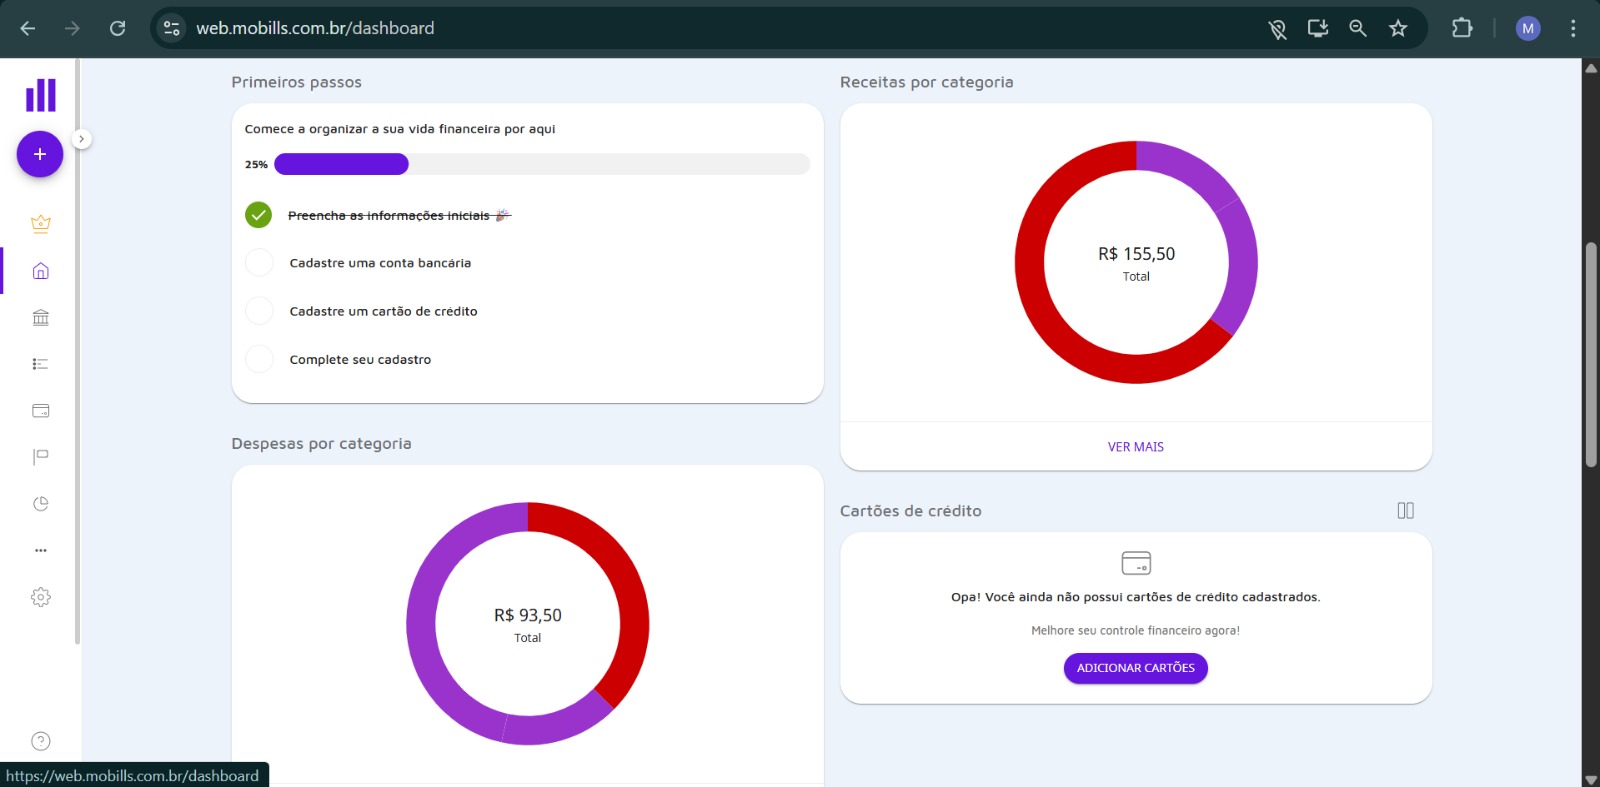 web.mobills.com.br/dashboard
M
Primeiros passos
Comece a organizar a sua vida financeira por aqui
25%
Preencha as informações iniciais 🎉
Cadastre uma conta bancária
Cadastre um cartão de crédito
Complete seu cadastro
Despesas por categoria
R$ 93,50
Total
Receitas por categoria
R$ 155,50
Total
VER MAIS
Cartões de crédito
Opa! Você ainda não possui cartões de crédito cadastrados.
Melhore seu controle financeiro agora!
ADICIONAR CARTÕES
https://web.mobills.com.br/dashboard